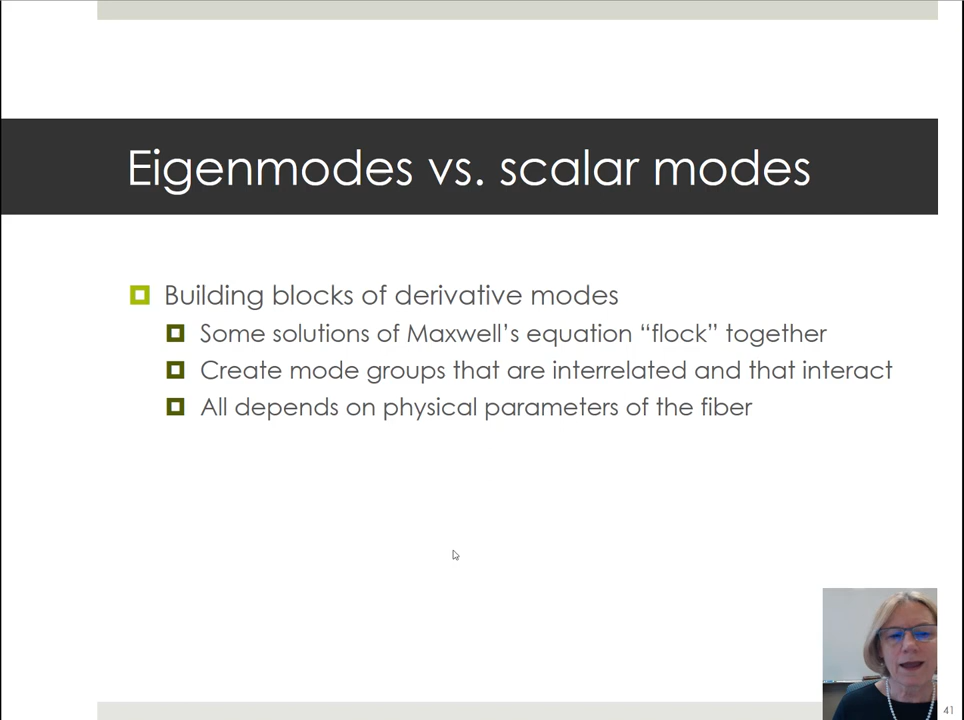 Eigenmodes vs. scalar modes
Building blocks of derivative modes
Some solutions of Maxwell’s equation “flock” together
Create mode groups that are interrelated and that interact
All depends on physical parameters of the fiber
41